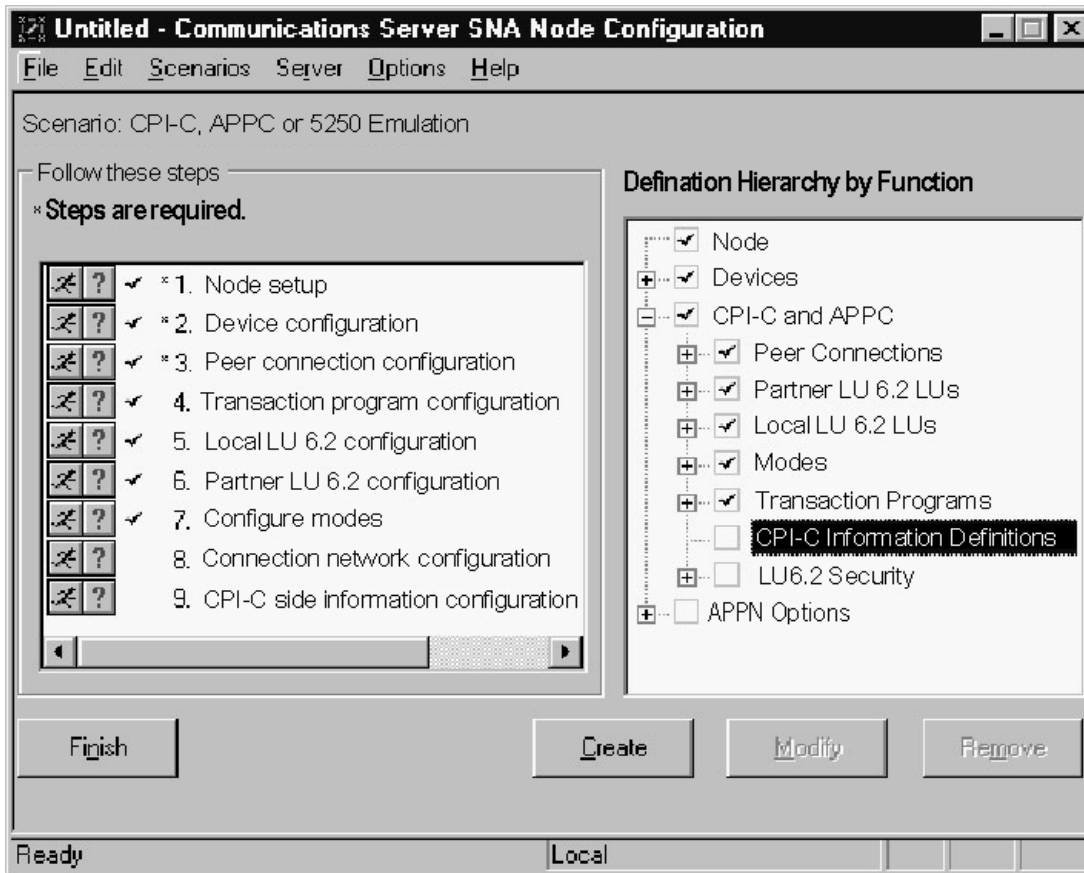 Untitled - Communications Server SNA Node Configuration
File Edit Scenarios Server Options Help
Scenario: CPI-C, APPC or 5250 Emulation
Follow these steps
* Steps are required.
? * 1. Node setup
? * 2. Device configuration
? * 3. Peer connection configuration
? 4. Transaction program configuration
? 5. Local LU 6.2 configuration
? 6. Partner LU 6.2 configuration
? 7. Configure modes
? 8. Connection network configuration
? 9. CPI-C side information configuration
Defination Hierarchy by Function
Node
Devices
CPI-C and APPC
Peer Connections
Partner LU 6.2 LUs
Local LU 6.2 LUs
Modes
Transaction Programs
CPI-C Information Definitions
LU6.2 Security
APPN Options
Finish Create Modify Remove
Ready Local